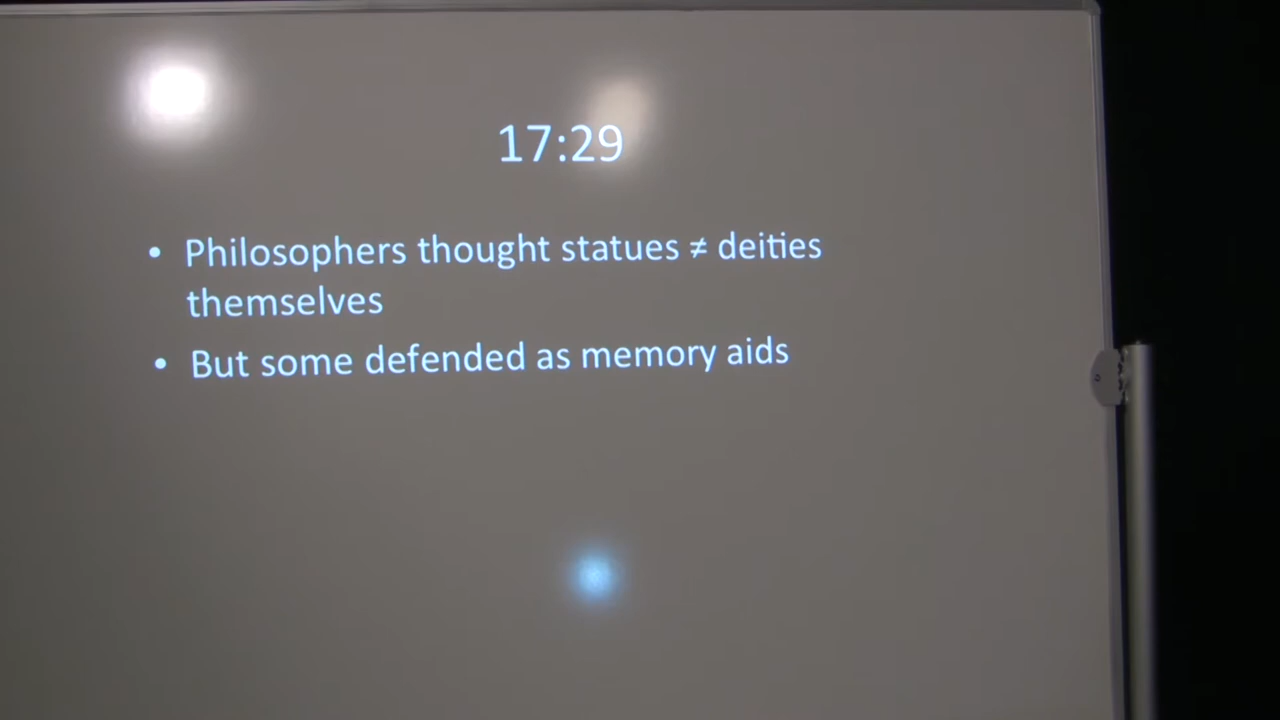 17:29
• Philosophers thought statues ≠ deities
themselves
• But some defended as memory aids